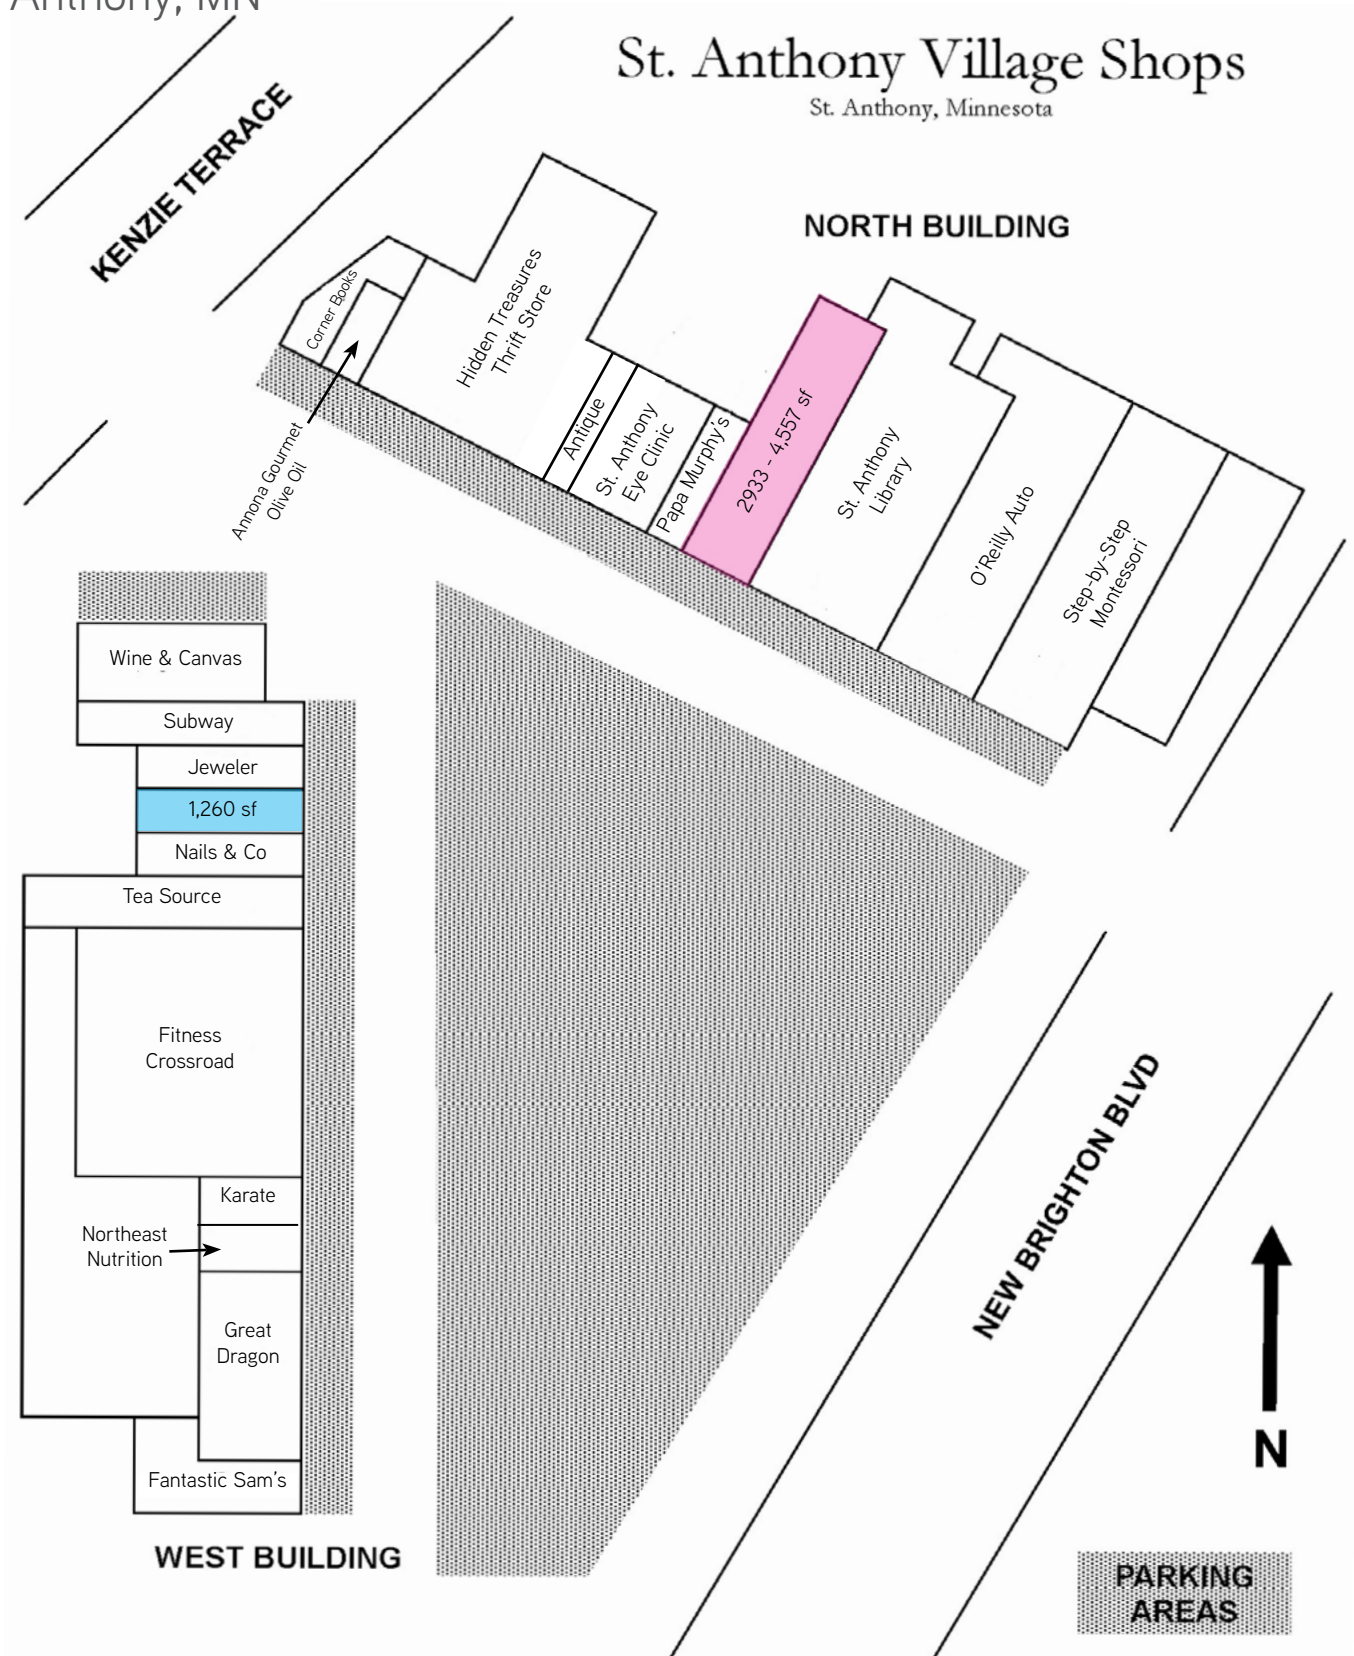 Anthony, MN
St. Anthony Village Shops
St. Anthony, Minnesota
KENZIE TERRACE
NORTH BUILDING
Corner Books
Annona Gourmet
Olive Oil
Hidden Treasures
Thrift Store
Antique
St. Anthony
Eye Clinic
Papa Murphy's
2933 - 4,557 sf
St. Anthony
Library
O'Reilly Auto
Step-by-Step
Montessori
Wine & Canvas
Subway
Jeweler
1,260 sf
Nails & Co
Tea Source
Fitness
Crossroad
Karate
Northeast
Nutrition
Great
Dragon
Fantastic Sam's
WEST BUILDING
NEW BRIGHTON BLVD
N
PARKING
AREAS